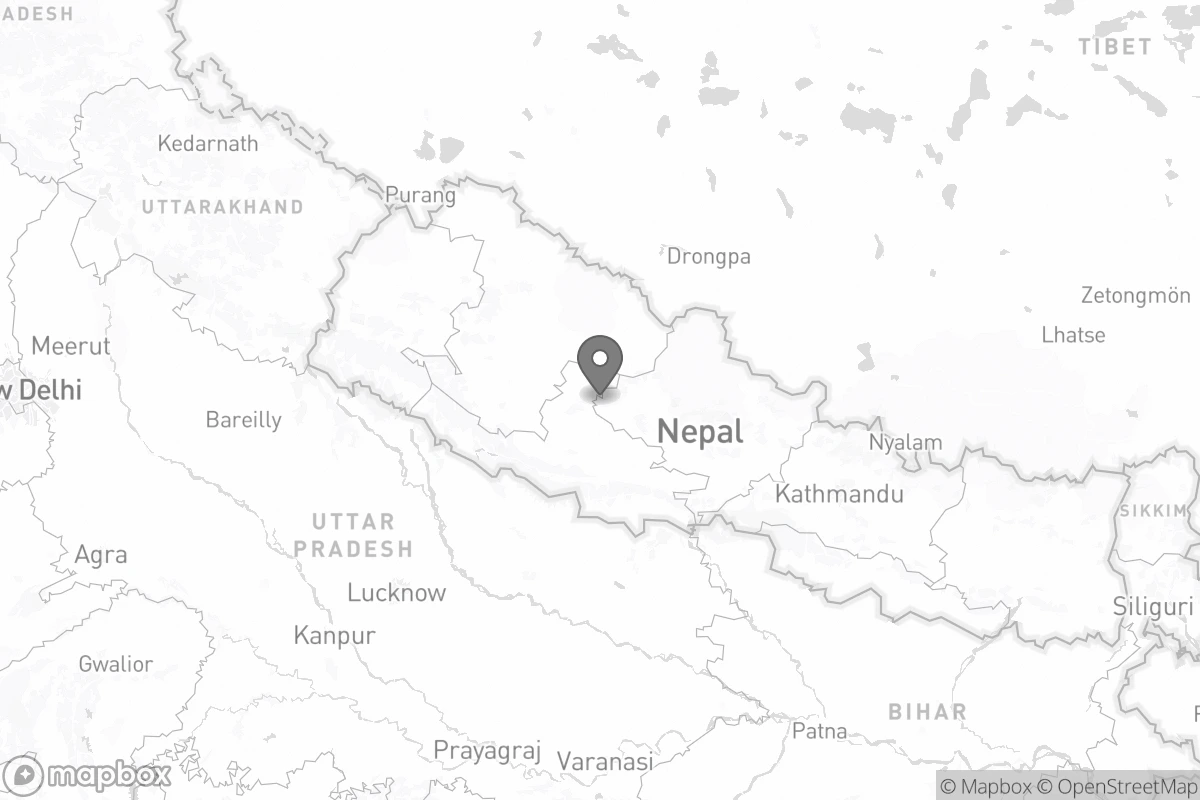 ADESH
TIBET
Kedarnath
Purang
UTTARAKHAND
Drongpa
Zetongmön
Lhatse
Meerut
w Delhi
Bareilly
Nepal
Nyalam
Kathmandu
SIKKIM
UTTAR
PRADESH
Agra
Lucknow
Siliguri
Kanpur
Gwalior
BIHAR
Patna
Prayagraj
Varanasi
mapbox
© Mapbox © OpenStreetMap